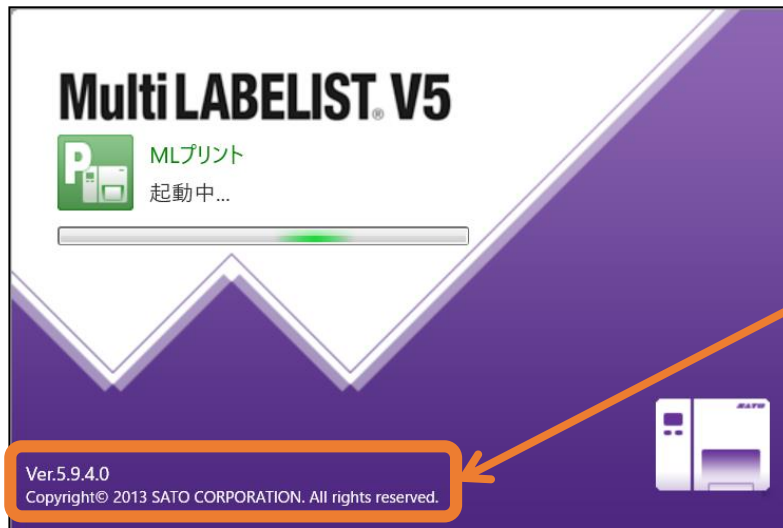 Multi LABELIST® V5
P
MLプリント
起動中...
SATO
Ver.5.9.4.0
Copyright© 2013 SATO CORPORATION. All rights reserved.